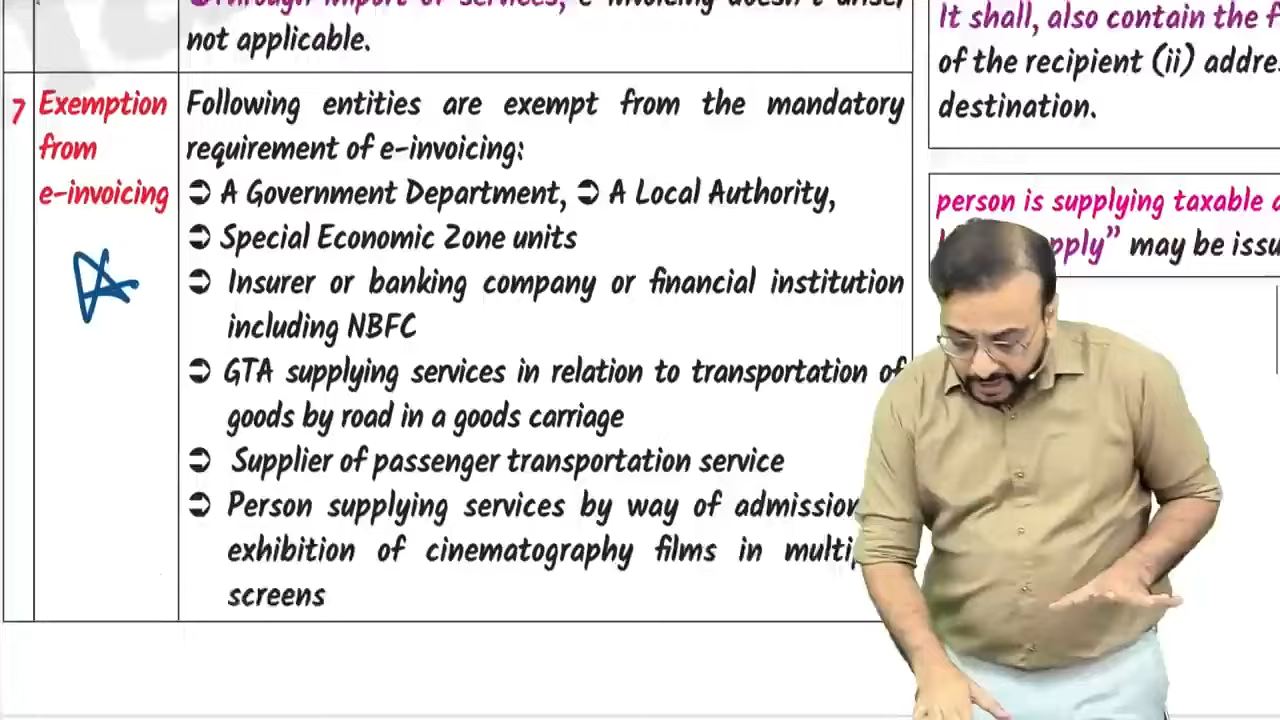 not applicable.
7 Exemption from e-invoicing
Following entities are exempt from the mandatory
requirement of e-invoicing:
➲ A Government Department, ➲ A Local Authority,
➲ Special Economic Zone units
➲ Insurer or banking company or financial institution
including NBFC
➲ GTA supplying services in relation to transportation of
goods by road in a goods carriage
➲ Supplier of passenger transportation service
➲ Person supplying services by way of admission
exhibition of cinematography films in
screens
It shall, also contain the
of the recipient (ii)
destination.
person is supplying taxable
may be